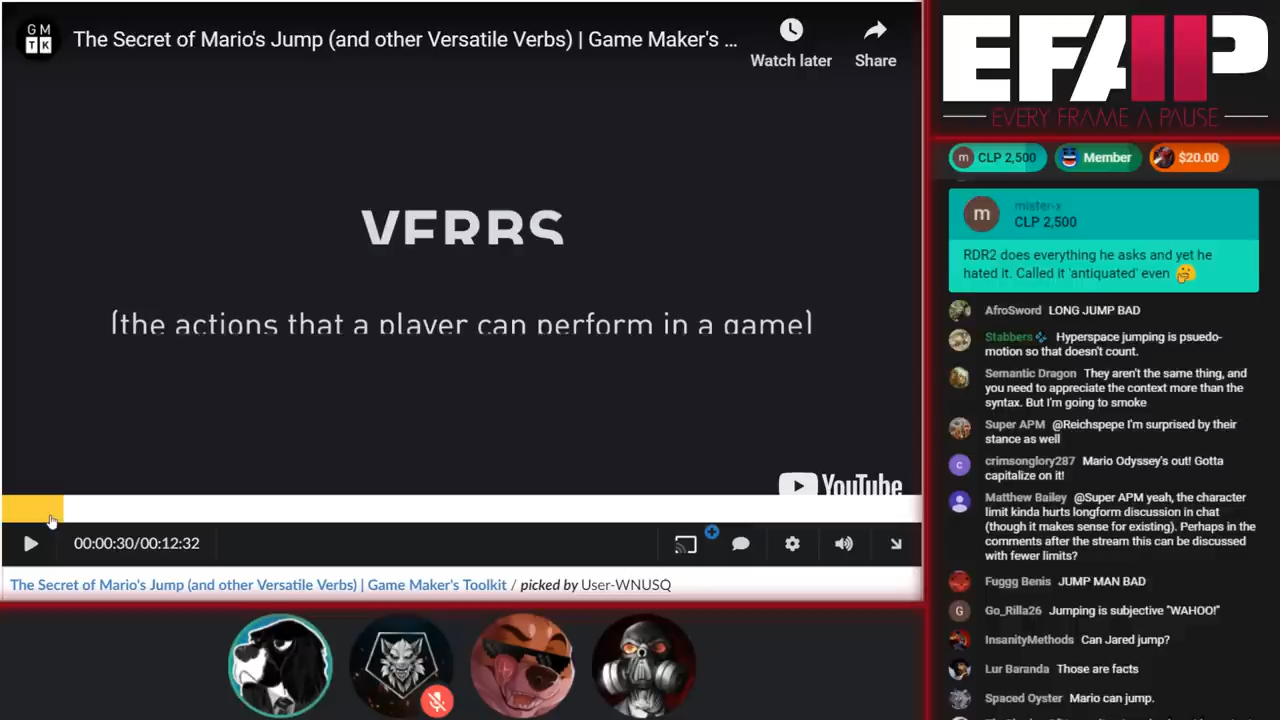 GM
TK
The Secret of Mario's Jump (and other Versatile Verbs) | Game Maker's ...
Watch later
Share
VERBS
(the actions that a player can perform in a game)
YouTube
00:00:30/00:12:32
The Secret of Mario's Jump (and other Versatile Verbs) | Game Maker's Toolkit / picked by User-WNUSQ
EFAP
EVERY FRAME A PAUSE
m CLP 2,500
Member
$20.00
m
mister-x
CLP 2,500
RDR2 does everything he asks and yet he
hated it. Called it 'antiquated' even
AfroSword LONG JUMP BAD
Stabbers Hyperspace jumping is psuedo-
motion so that doesn't count.
Semantic Dragon They aren't the same thing, and
you need to appreciate the context more than the
syntax. But I'm going to smoke
Super APM @Reichspepe I'm surprised by their
stance as well
c crimsonglory287 Mario Odyssey's out! Gotta
capitalize on it!
Matthew Bailey @Super APM yeah, the character
limit kinda hurts longform discussion in chat
(though it makes sense for existing). Perhaps in the
comments after the stream this can be discussed
with fewer limits?
Fuggg Benis JUMP MAN BAD
G Go_Rilla26 Jumping is subjective "WAHOO!"
InsanityMethods Can Jared jump?
Lur Baranda Those are facts
Spaced Oyster Mario can jump.